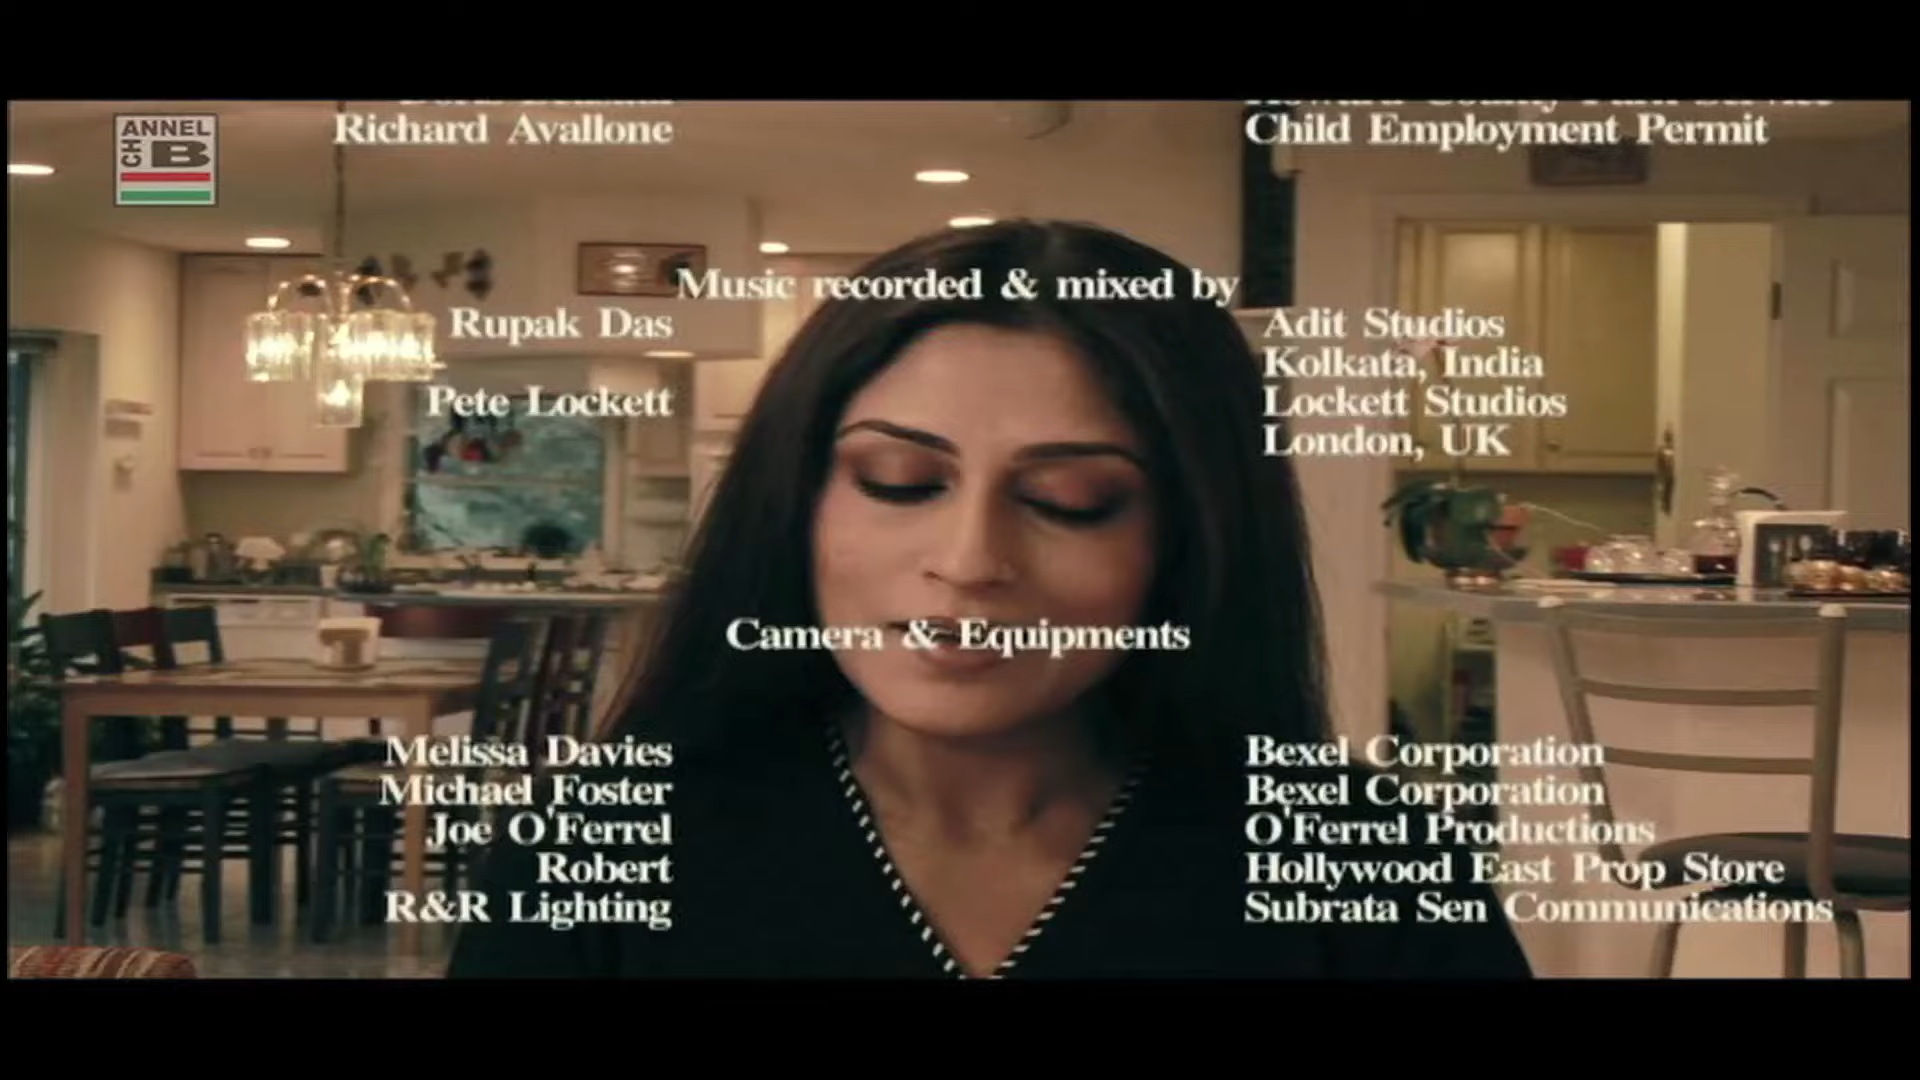 CHANNEL B
Richard Avallone Child Employment Permit
Music recorded & mixed by
Rupak Das Adit Studios
Kolkata, India
Pete Lockett Lockett Studios
London, UK
Camera & Equipments
Melissa Davies Bexel Corporation
Michael Foster Bexel Corporation
Joe O'Ferrel O'Ferrel Productions
Robert Hollywood East Prop Store
R&R Lighting Subrata Sen Communications